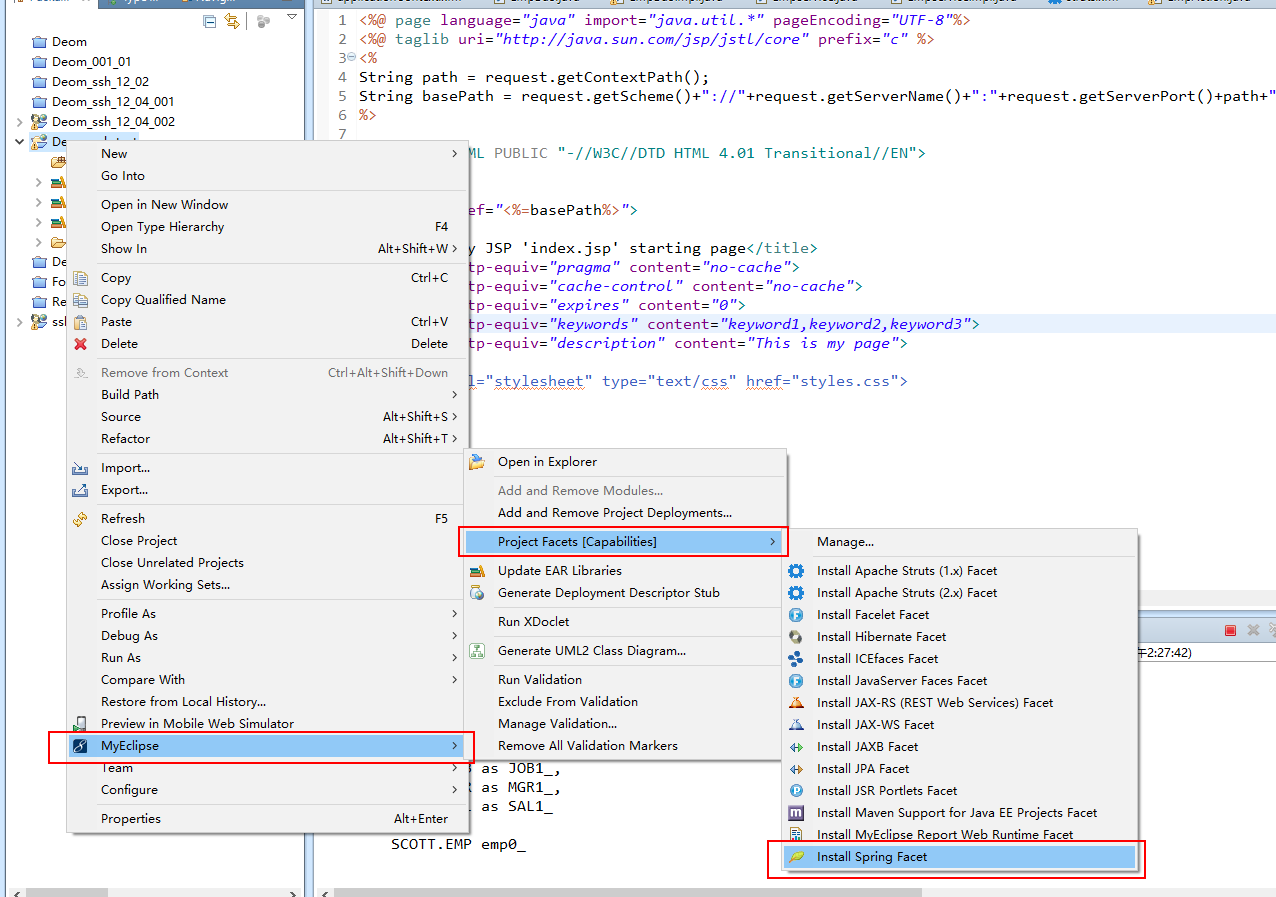 Deom
Deom_001_01
Deom_ssh_12_02
Deom_ssh_12_04_001
Deom_ssh_12_04_002
1 <%@ page language="java" import="java.util.*" pageEncoding="UTF-8"%>
2 <%@ taglib uri="http://java.sun.com/jsp/jstl/core" prefix="c" %>
3 <%
4 String path = request.getContextPath();
5 String basePath = request.getScheme()+"://"+request.getServerName()+":"+request.getServerPort()+path+"
6 %>
7
ML PUBLIC "-//W3C//DTD HTML 4.01 Transitional//EN">
ef="<%=basePath%>">
y JSP 'index.jsp' starting page</title>
tp-equiv="pragma" content="no-cache">
tp-equiv="cache-control" content="no-cache">
tp-equiv="expires" content="0">
tp-equiv="keywords" content="keyword1,keyword2,keyword3">
tp-equiv="description" content="This is my page">
l="stylesheet" type="text/css" href="styles.css">
New
Go Into
Open in New Window
Open Type Hierarchy F4
Show In Alt+Shift+W
Copy Ctrl+C
Copy Qualified Name
Paste Ctrl+V
Delete Delete
Remove from Context Ctrl+Alt+Shift+Down
Build Path
Source Alt+Shift+S
Refactor Alt+Shift+T
Import...
Export...
Refresh F5
Close Project
Close Unrelated Projects
Assign Working Sets...
Profile As
Debug As
Run As
Compare With
Restore from Local History...
Preview in Mobile Web Simulator
MyEclipse
Team
Configure
Properties Alt+Enter
Open in Explorer
Add and Remove Modules...
Add and Remove Project Deployments...
Project Facets [Capabilities]
Update EAR Libraries
Generate Deployment Descriptor Stub
Run XDoclet
Generate UML2 Class Diagram...
Run Validation
Exclude From Validation
Manage Validation...
Remove All Validation Markers
Manage...
Install Apache Struts (1.x) Facet
Install Apache Struts (2.x) Facet
Install Facelet Facet
Install Hibernate Facet
Install ICEfaces Facet
Install JavaServer Faces Facet
Install JAX-RS (REST Web Services) Facet
Install JAX-WS Facet
Install JAXB Facet
Install JPA Facet
Install JSR Portlets Facet
Install Maven Support for Java EE Projects Facet
Install MyEclipse Report Web Runtime Facet
Install Spring Facet
2:27:42)
as JOB1_,
as MGR1_,
as SAL1_
SCOTT.EMP emp0_